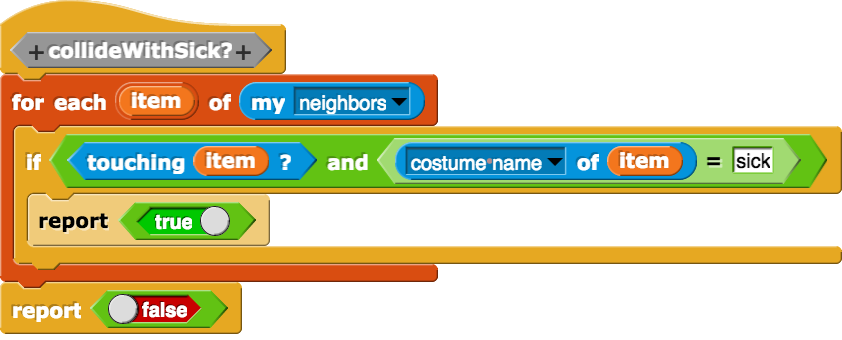 + collideWithSick? +
for each item of my neighbors
if touching item ? and costume name of item = sick
report true
report false